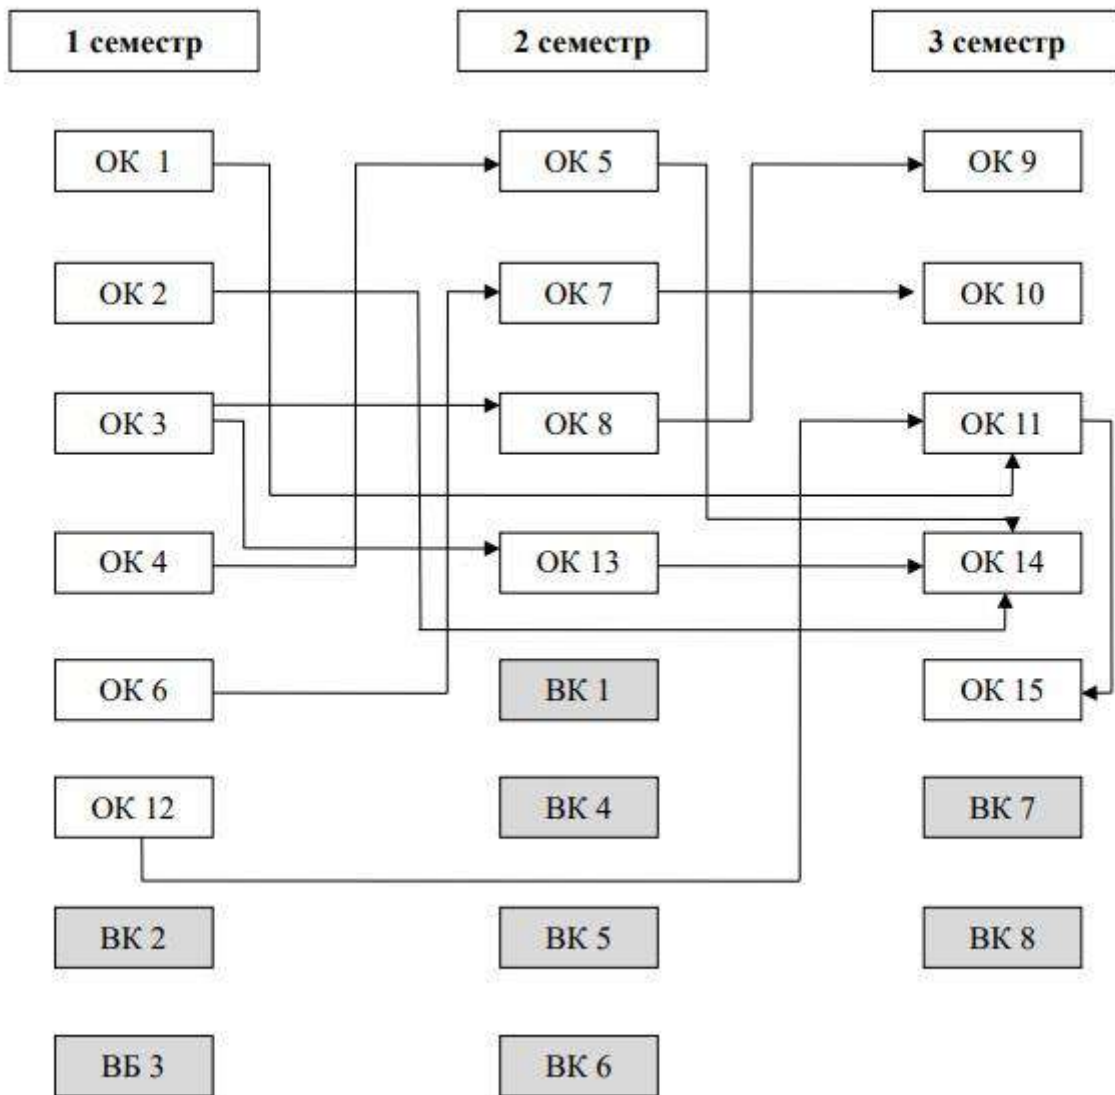 1 семестр
2 семестр
3 семестр
ОК 1
ОК 5
ОК 9
ОК 2
ОК 7
ОК 10
ОК 3
ОК 8
ОК 11
ОК 4
ОК 13
ОК 14
ОК 6
ВК 1
ОК 15
ОК 12
ВК 4
ВК 7
ВК 2
ВК 5
ВК 8
ВБ 3
ВК 6